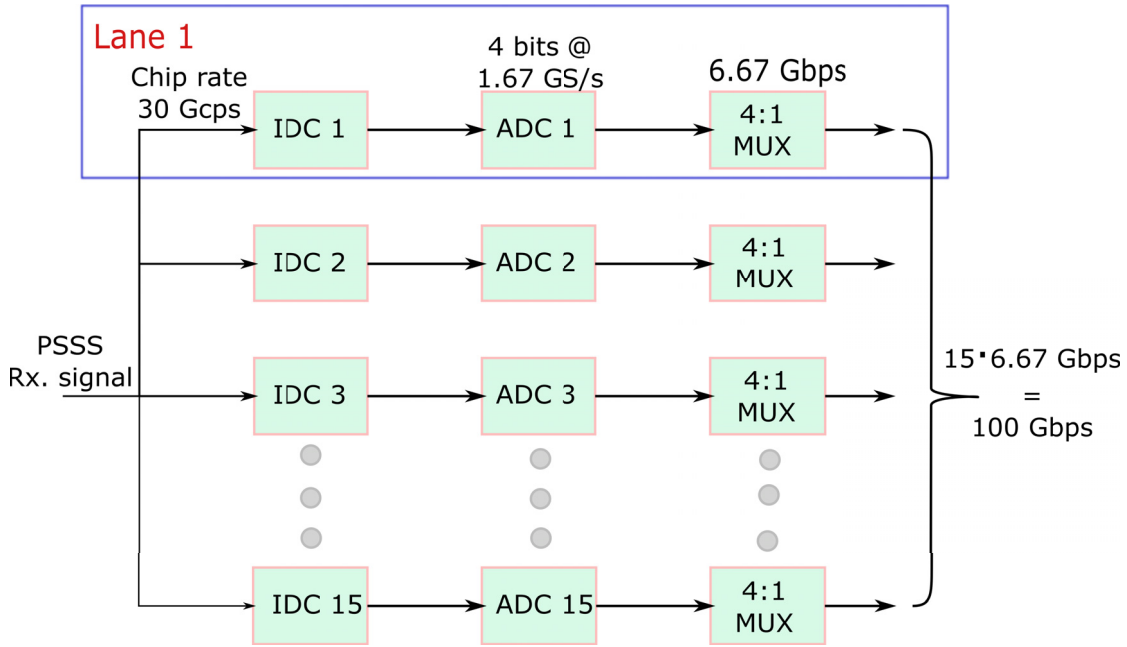 Lane 1
Chip rate
30 Gcps
IDC 1
4 bits @
1.67 GS/s
ADC 1
6.67 Gbps
4:1
MUX
IDC 2
ADC 2
4:1
MUX
PSSS
Rx. signal
IDC 3
ADC 3
4:1
MUX
15·6.67 Gbps
=
100 Gbps
IDC 15
ADC 15
4:1
MUX